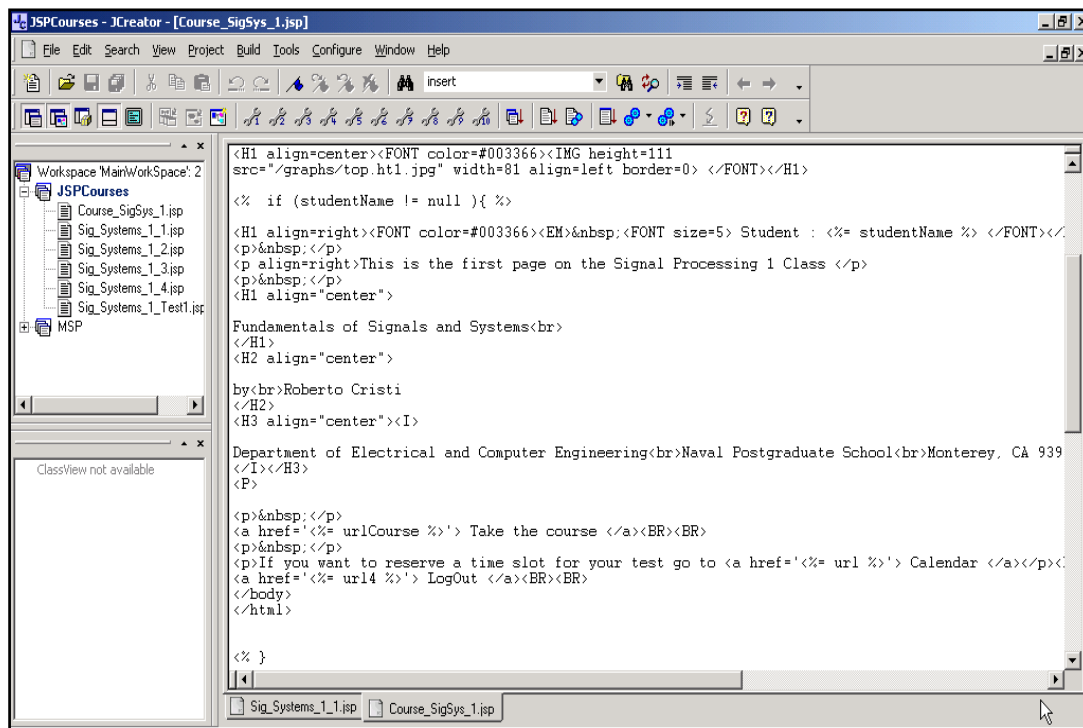 JSPCourses - JCreator - [Course_SigSys_1.jsp]
File Edit Search View Project Build Tools Configure Window Help
insert
Workspace 'MainWorkSpace': 2
JSPCourses
Course_SigSys_1.jsp
Sig_Systems_1_1.jsp
Sig_Systems_1_2.jsp
Sig_Systems_1_3.jsp
Sig_Systems_1_4.jsp
Sig_Systems_1_Test1.jsp
MSP
ClassView not available
<H1 align=center><FONT color=#003366><IMG height=111
src="/graphs/top.ht1.jpg" width=81 align=left border=0> </FONT></H1>
<%  if (studentName != null ){ %>
<H1 align=right><FONT color=#003366><EM>&nbsp;<FONT size=5> Student : <%= studentName %> </FONT></
<p>&nbsp;</p>
<p align=right>This is the first page on the Signal Processing 1 Class </p>
<p>&nbsp;</p>
<H1 align="center">
Fundamentals of Signals and Systems<br>
</H1>
<H2 align="center">
by<br>Roberto Cristi
</H2>
<H3 align="center"><I>
Department of Electrical and Computer Engineering<br>Naval Postgraduate School<br>Monterey, CA 939
</I></H3>
<P>
<p>&nbsp;</p>
<a href='<%= urlCourse %>'> Take the course </a><BR><BR>
<p>&nbsp;</p>
<p>If you want to reserve a time slot for your test go to <a href='<%= url %>'> Calendar </a></p><
<a href='<%= url4 %>'> LogOut </a><BR><BR>
</body>
</html>
<% }
Sig_Systems_1_1.jsp Course_SigSys_1.jsp